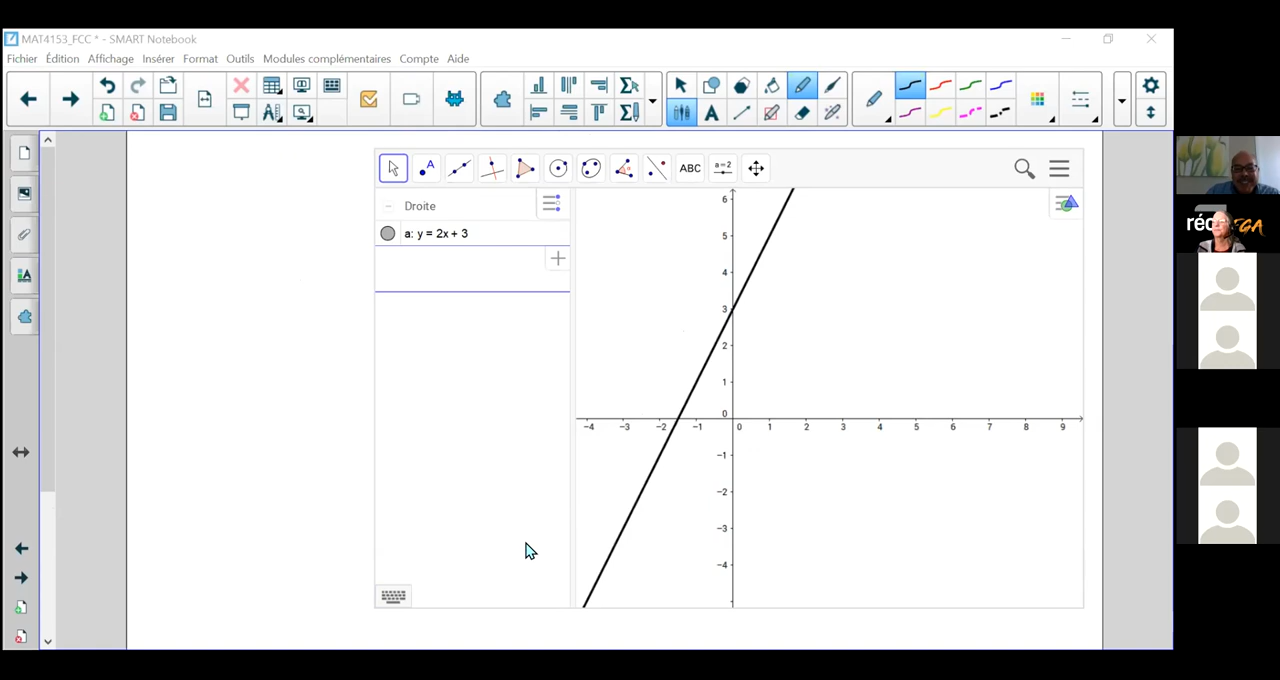 MAT4153_FCC * - SMART Notebook
Fichier Édition Affichage Insérer Format Outils Modules complémentaires Compte Aide
A
A ABC a=2
Droite
a: y = 2x + 3
6
5
4
3
2
1
0
-4 -3 -2 -1 0 1 2 3 4 5 6 7 8 9
-1
-2
-3
-4
réc GA